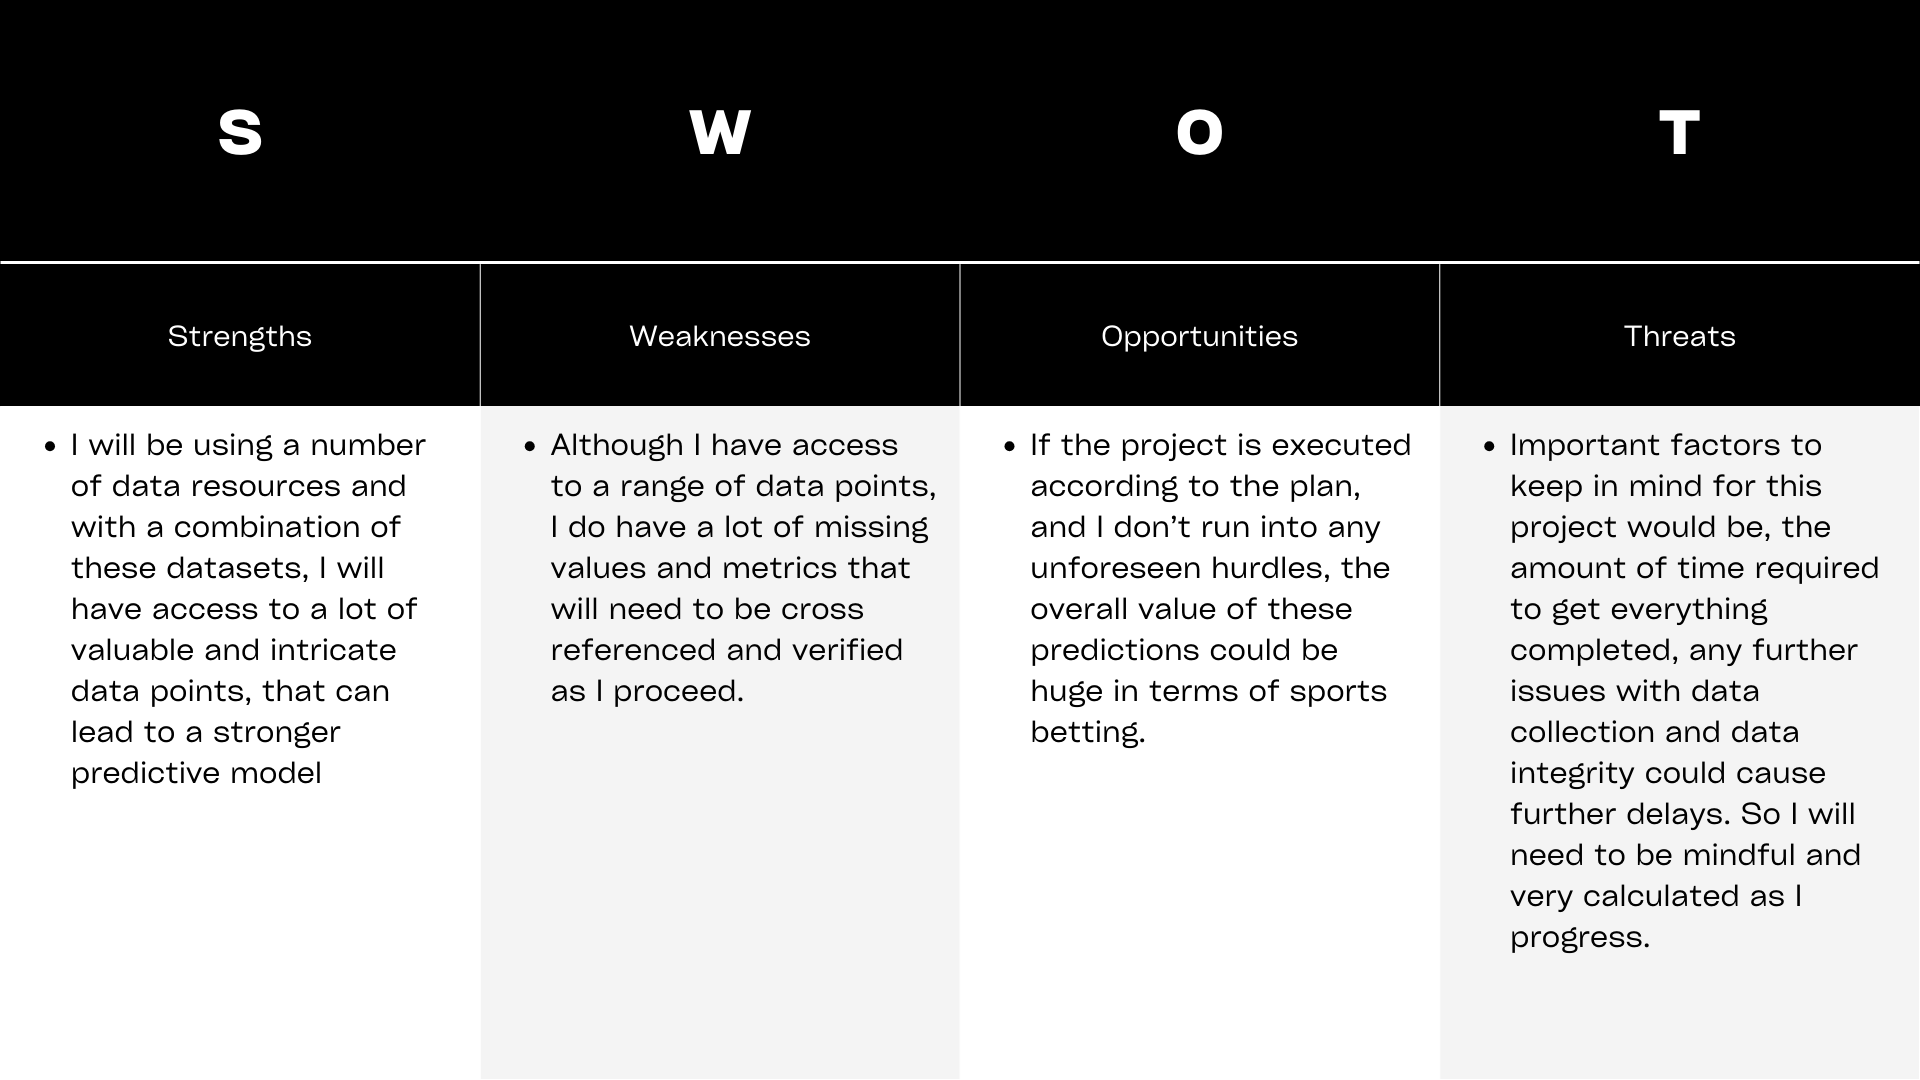 S
W
O
T
Strengths
Weaknesses
Opportunities
Threats
• I will be using a number
of data resources and
with a combination of
these datasets, I will
have access to a lot of
valuable and intricate
data points, that can
lead to a stronger
predictive model
• Although I have access
to a range of data points,
I do have a lot of missing
values and metrics that
will need to be cross
referenced and verified
as I proceed.
• If the project is executed
according to the plan,
and I don’t run into any
unforeseen hurdles, the
overall value of these
predictions could be
huge in terms of sports
betting.
• Important factors to
keep in mind for this
project would be, the
amount of time required
to get everything
completed, any further
issues with data
collection and data
integrity could cause
further delays. So I will
need to be mindful and
very calculated as I
progress.